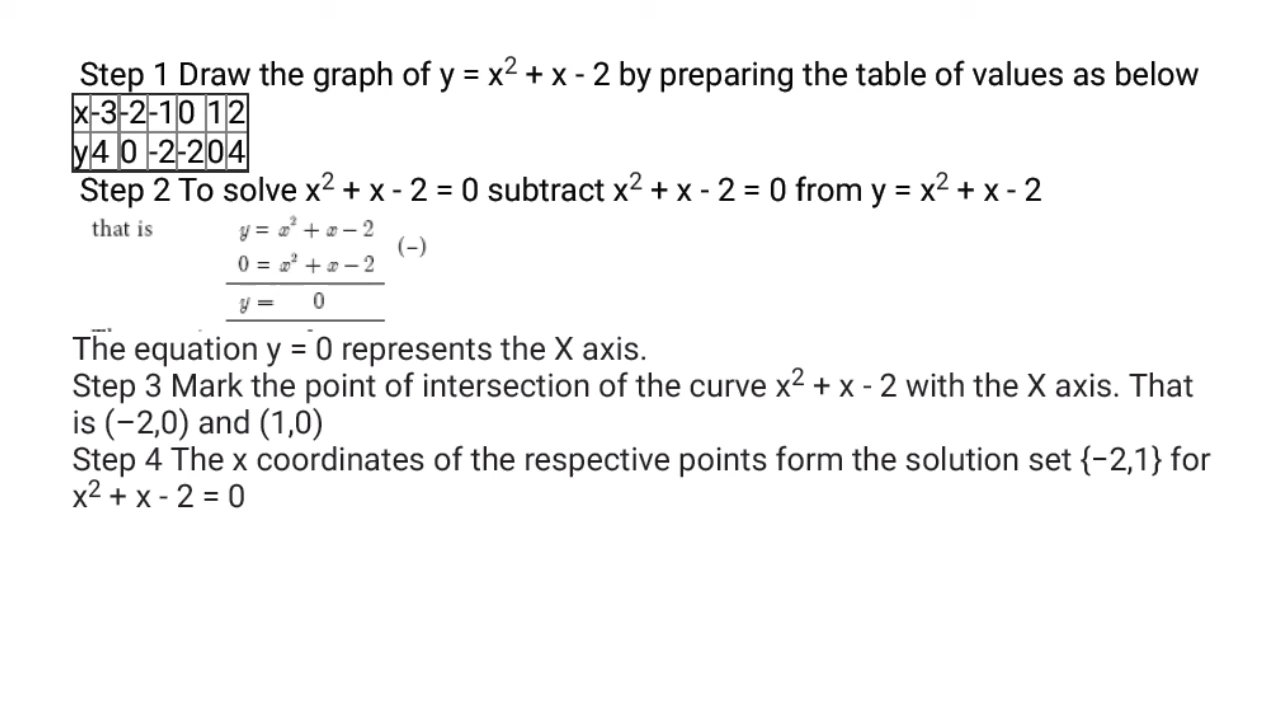 Step 1 Draw the graph of y = x² + x - 2 by preparing the table of values as below
x -3 -2 -1 0 1 2
y 4 0 -2 -2 0 4
Step 2 To solve x² + x - 2 = 0 subtract x² + x - 2 = 0 from y = x² + x - 2
that is y = x² + x − 2
(−)
0 = x² + x − 2
y = 0
The equation y = 0 represents the X axis.
Step 3 Mark the point of intersection of the curve x² + x - 2 with the X axis. That
is (−2,0) and (1,0)
Step 4 The x coordinates of the respective points form the solution set {−2,1} for
x² + x - 2 = 0